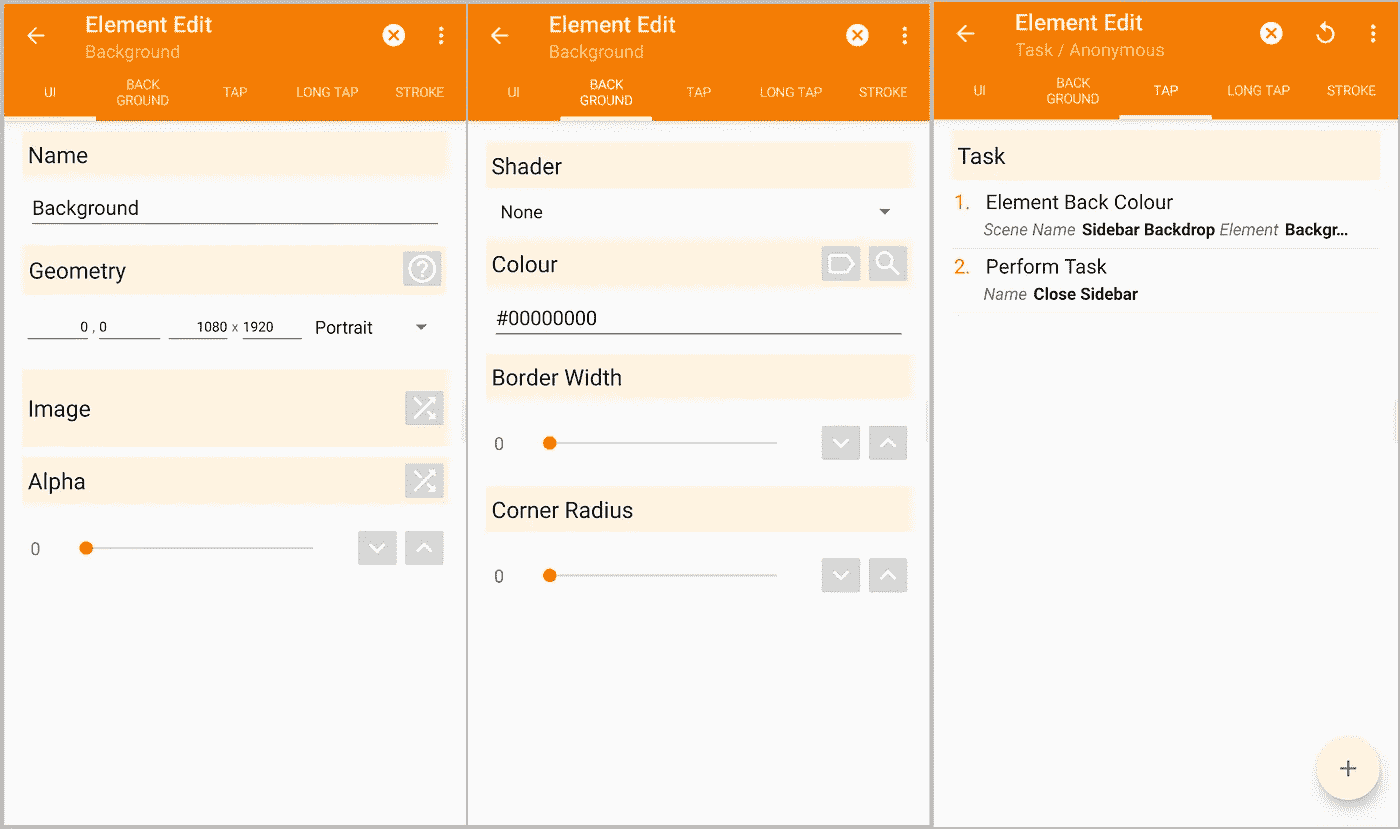 Element Edit
Background
UI
BACK
GROUND
TAP
LONG TAP
STROKE
Name
Background
Geometry
0 , 0
1080 x 1920
Portrait
Image
Alpha
0
Element Edit
Background
UI
BACK
GROUND
TAP
LONG TAP
STROKE
Shader
None
Colour
#00000000
Border Width
0
Corner Radius
0
Element Edit
Task / Anonymous
UI
BACK
GROUND
TAP
LONG TAP
STROKE
Task
1. Element Back Colour
Scene Name Sidebar Backdrop Element Backgr...
2. Perform Task
Name Close Sidebar